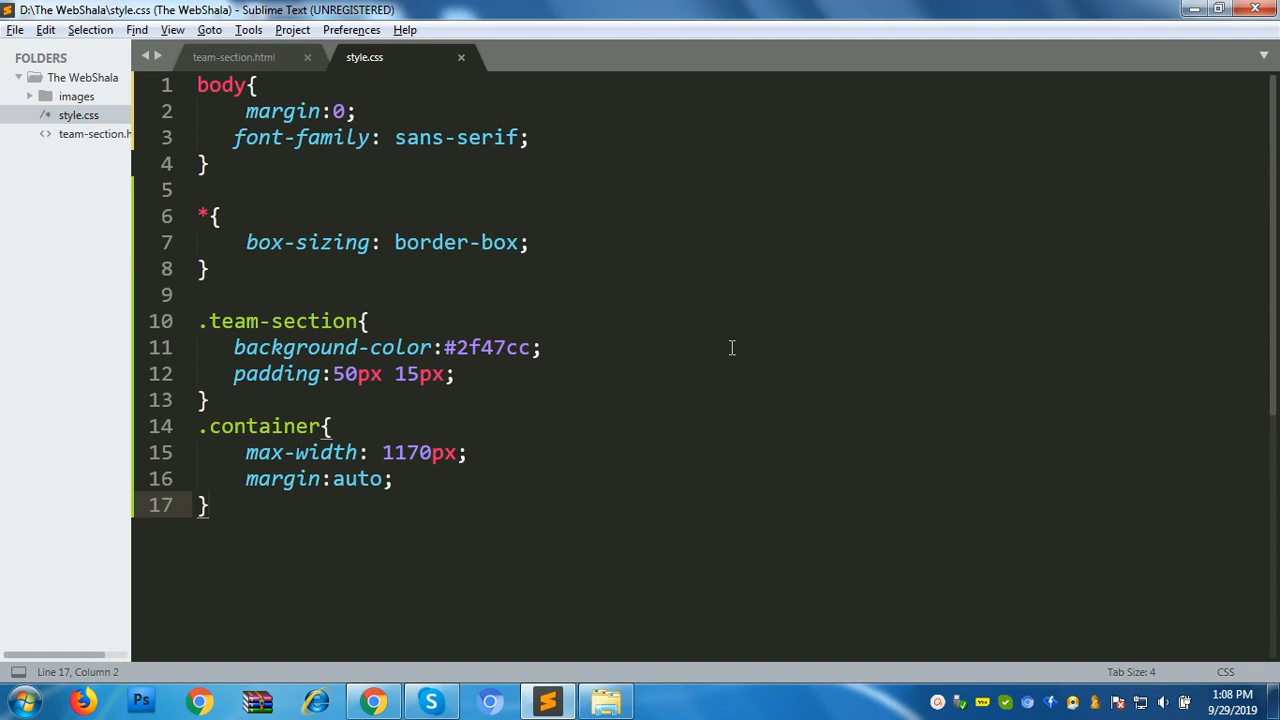 D:\The WebShala\style.css (The WebShala) - Sublime Text (UNREGISTERED)
File Edit Selection Find View Goto Tools Project Preferences Help
FOLDERS
The WebShala
images
style.css
team-section.h
team-section.html
style.css
1 body{
2 margin:0;
3 font-family: sans-serif;
4 }
5
6 *{
7 box-sizing: border-box;
8 }
9
10 .team-section{
11 background-color:#2f47cc;
12 padding:50px 15px;
13 }
14 .container{
15 max-width: 1170px;
16 margin:auto;
17 }
Line 17, Column 2
Tab Size: 4
CSS
Ps
1:08 PM
9/29/2019